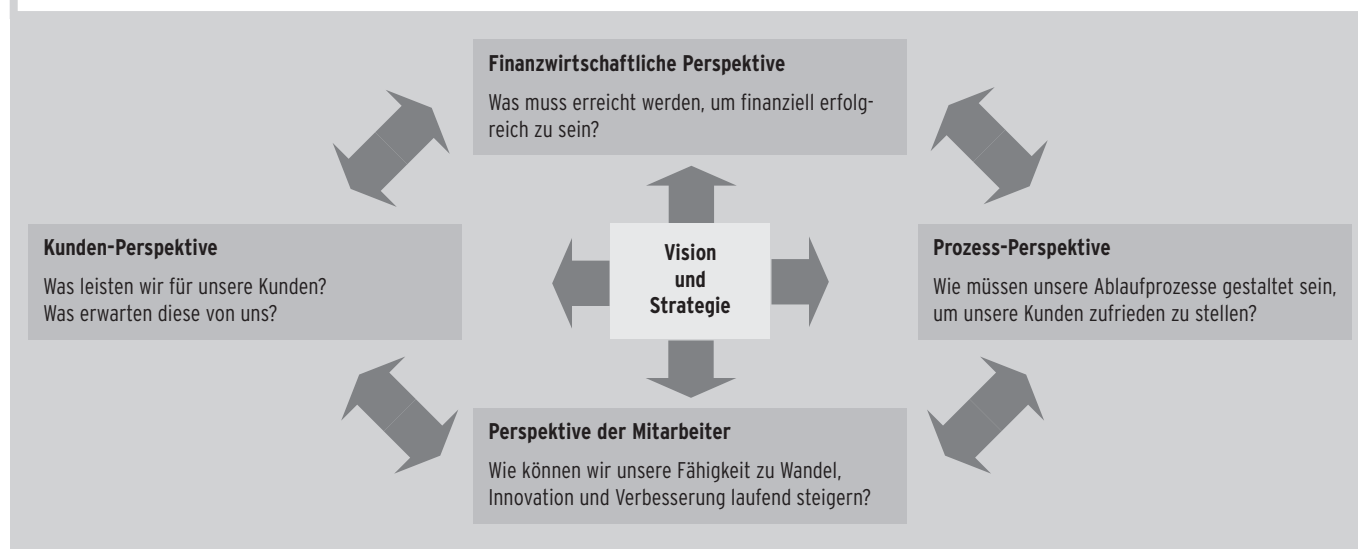 Finanzwirtschaftliche Perspektive
Was muss erreicht werden, um finanziell erfolg-
reich zu sein?
Kunden-Perspektive
Was leisten wir für unsere Kunden?
Was erwarten diese von uns?
Vision
und
Strategie
Prozess-Perspektive
Wie müssen unsere Ablaufprozesse gestaltet sein,
um unsere Kunden zufrieden zu stellen?
Perspektive der Mitarbeiter
Wie können wir unsere Fähigkeit zu Wandel,
Innovation und Verbesserung laufend steigern?